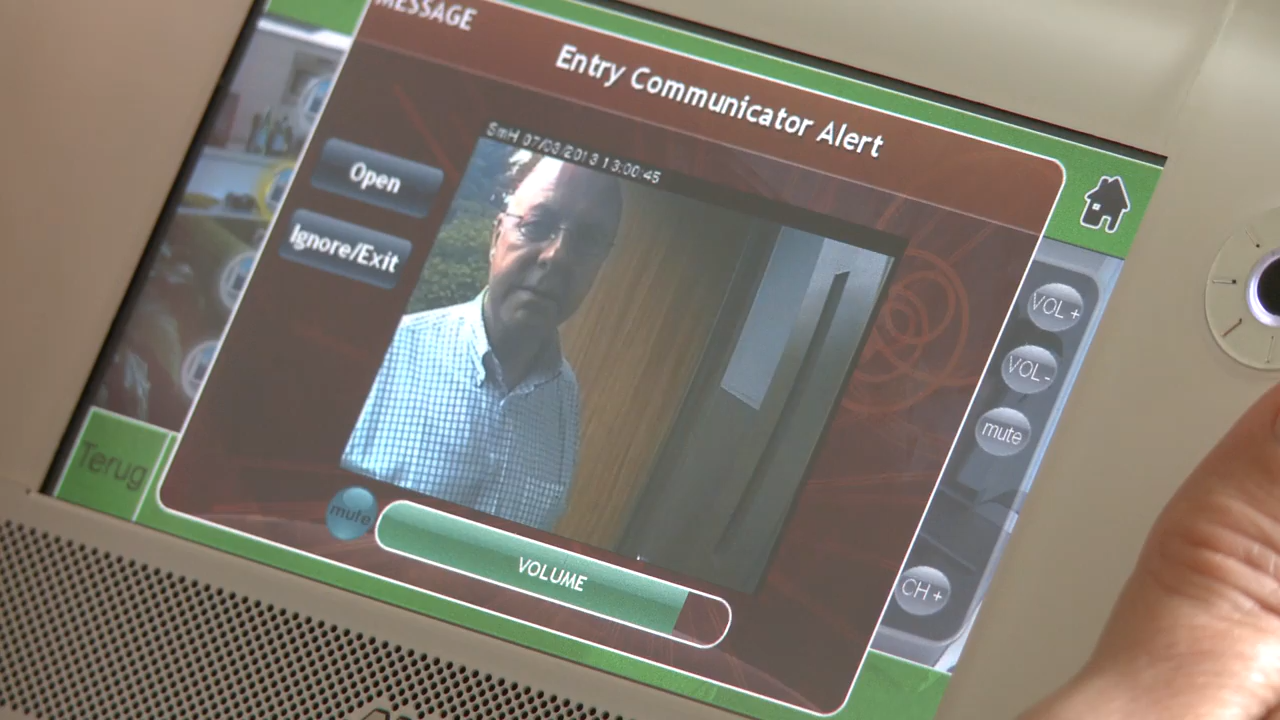 MESSAGE
Entry Communicator Alert
SmH 07/03/2013 13:00:45
Open
Ignore/Exit
VOL +
VOL-
mute
Terug
mute
VOLUME
CH +